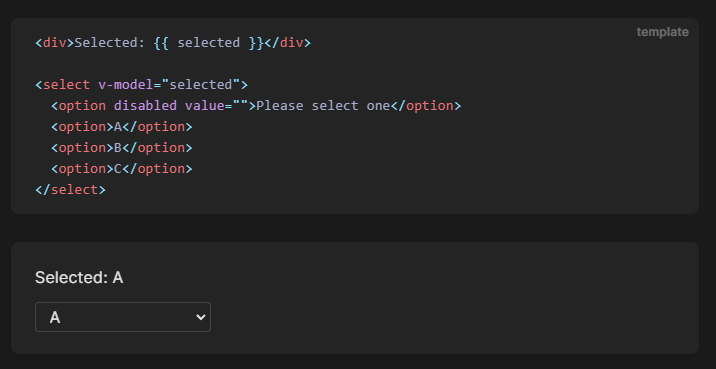 template
<div>Selected: {{ selected }}</div>
<select v-model="selected">
  <option disabled value="">Please select one</option>
  <option>A</option>
  <option>B</option>
  <option>C</option>
</select>
Selected: A
A